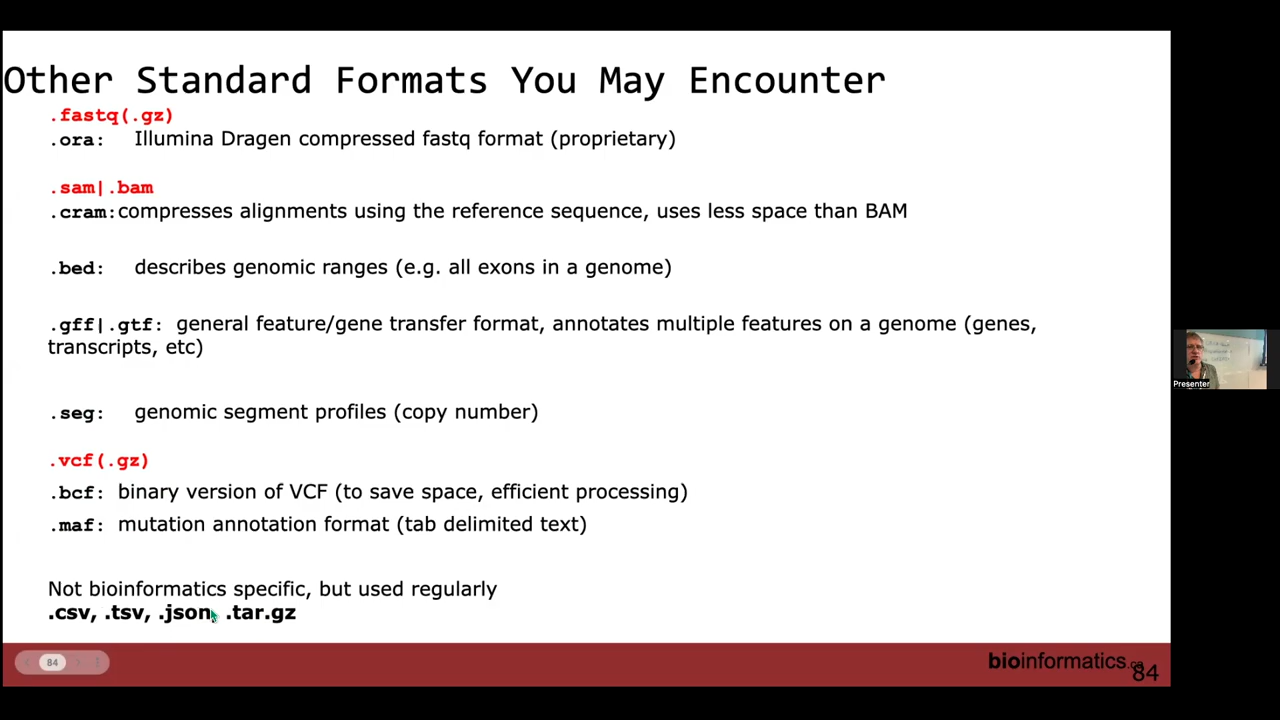 Other Standard Formats You May Encounter
.fastq(.gz)
.ora: Illumina Dragen compressed fastq format (proprietary)
.sam|.bam
.cram:compresses alignments using the reference sequence, uses less space than BAM
.bed: describes genomic ranges (e.g. all exons in a genome)
.gff|.gtf: general feature/gene transfer format, annotates multiple features on a genome (genes,
transcripts, etc)
.seg: genomic segment profiles (copy number)
.vcf(.gz)
.bcf: binary version of VCF (to save space, efficient processing)
.maf: mutation annotation format (tab delimited text)
Not bioinformatics specific, but used regularly
.csv, .tsv, .json, .tar.gz
84
bioinformatics.ca
84
Presenter